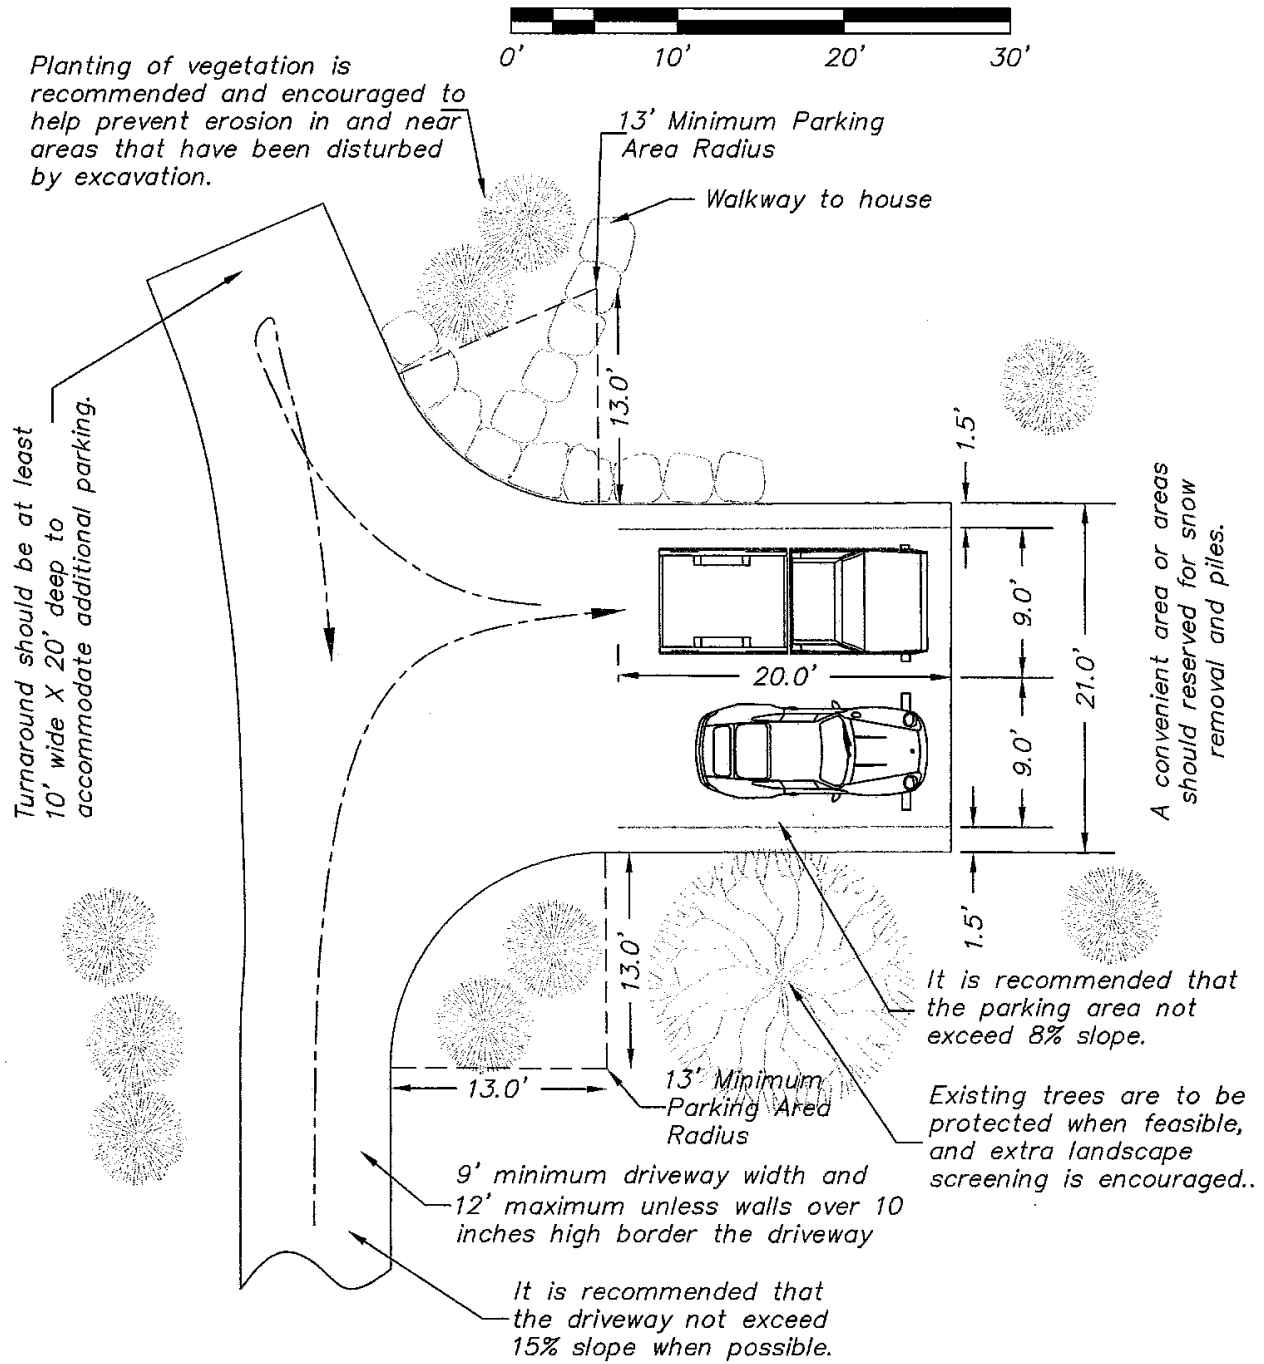 0' 10' 20' 30'
Planting of vegetation is
recommended and encouraged to
help prevent erosion in and near
areas that have been disturbed
by excavation.
13' Minimum Parking
Area Radius
Walkway to house
13.0'
1.5'
Turnaround should be at least
10' wide X 20' deep to
accommodate additional parking.
9.0'
20.0'
21.0'
9.0'
A convenient area or areas
should reserved for snow
removal and piles.
1.5'
13.0'
13.0'
It is recommended that
the parking area not
exceed 8% slope.
13' Minimum
Parking Area
Radius
Existing trees are to be
protected when feasible,
and extra landscape
screening is encouraged..
9' minimum driveway width and
12' maximum unless walls over 10
inches high border the driveway
It is recommended that
the driveway not exceed
15% slope when possible.